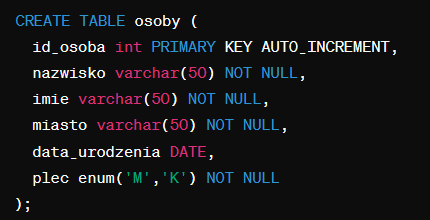 CREATE TABLE osoby (
id_osoba int PRIMARY KEY AUTO_INCREMENT,
nazwisko varchar(50) NOT NULL,
imie varchar(50) NOT NULL,
miasto varchar(50) NOT NULL,
data_urodzenia DATE,
plec enum('M','K') NOT NULL
);